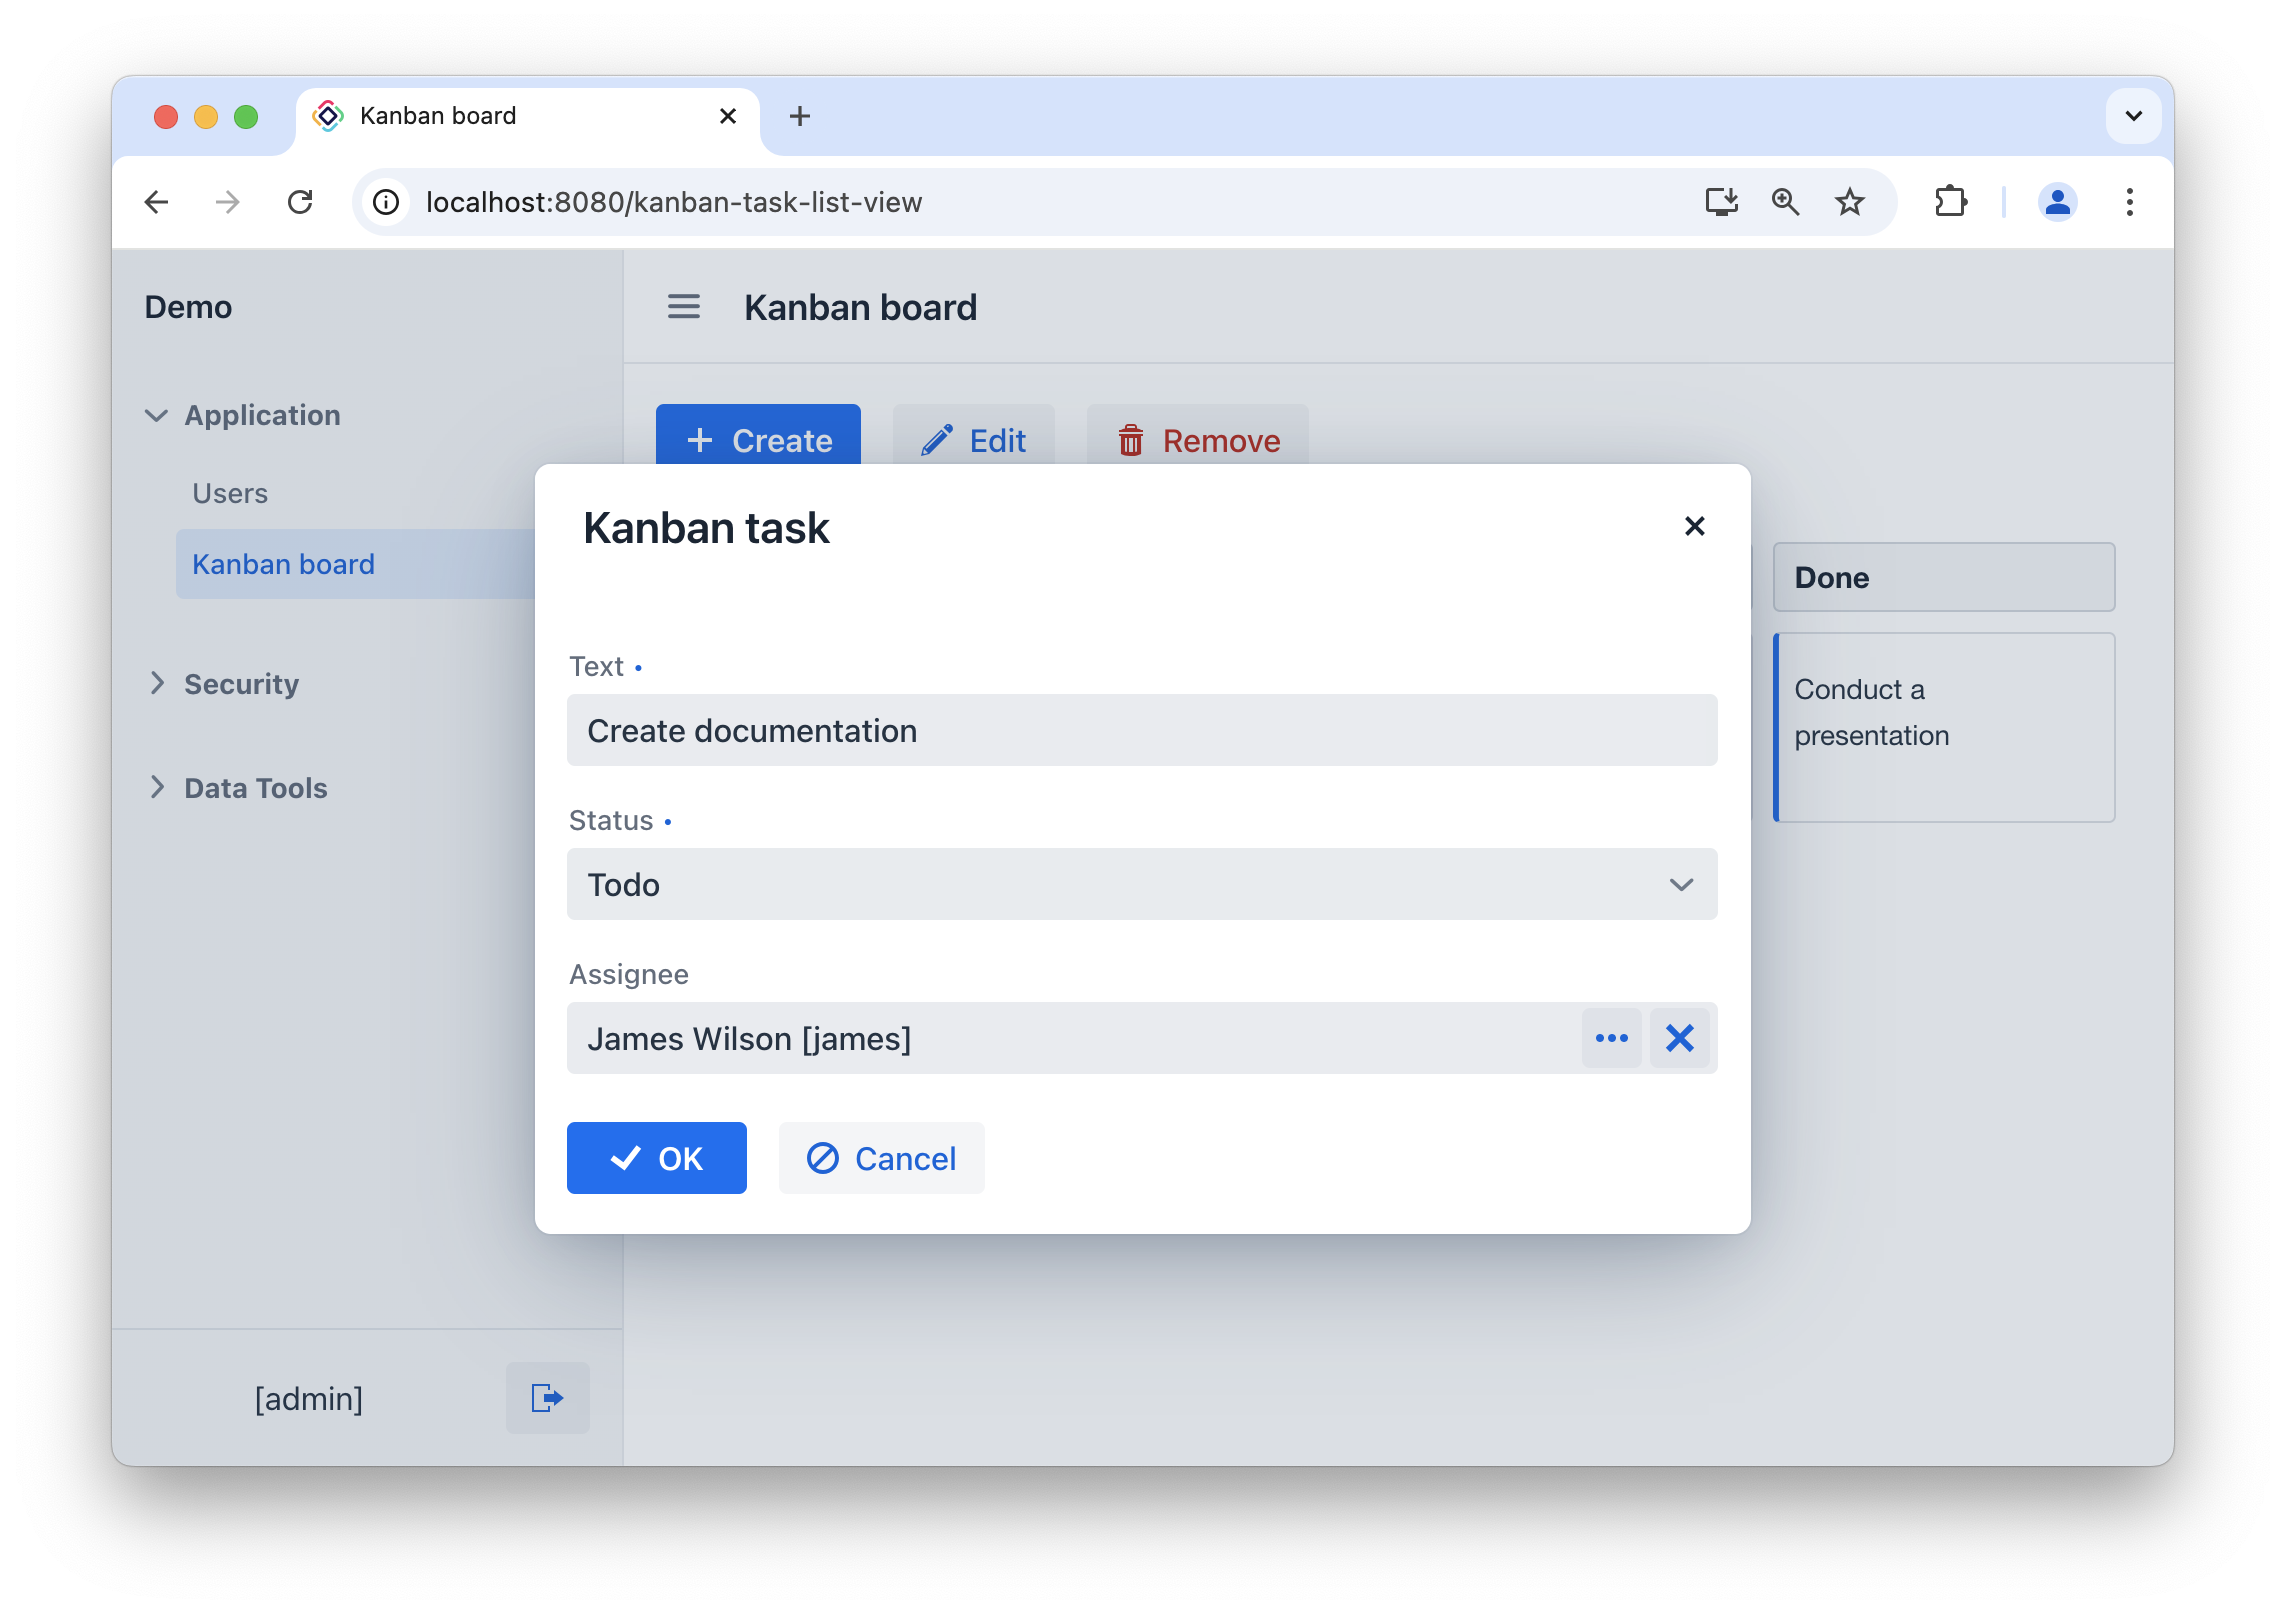 Kanban board
localhost:8080/kanban-task-list-view
Demo
Kanban board
Application
Users
Kanban board
Security
Data Tools
[admin]
Create
Edit
Remove
Done
Conduct a
presentation
Kanban task
Text •
Create documentation
Status •
Todo
Assignee
James Wilson [james]
OK
Cancel